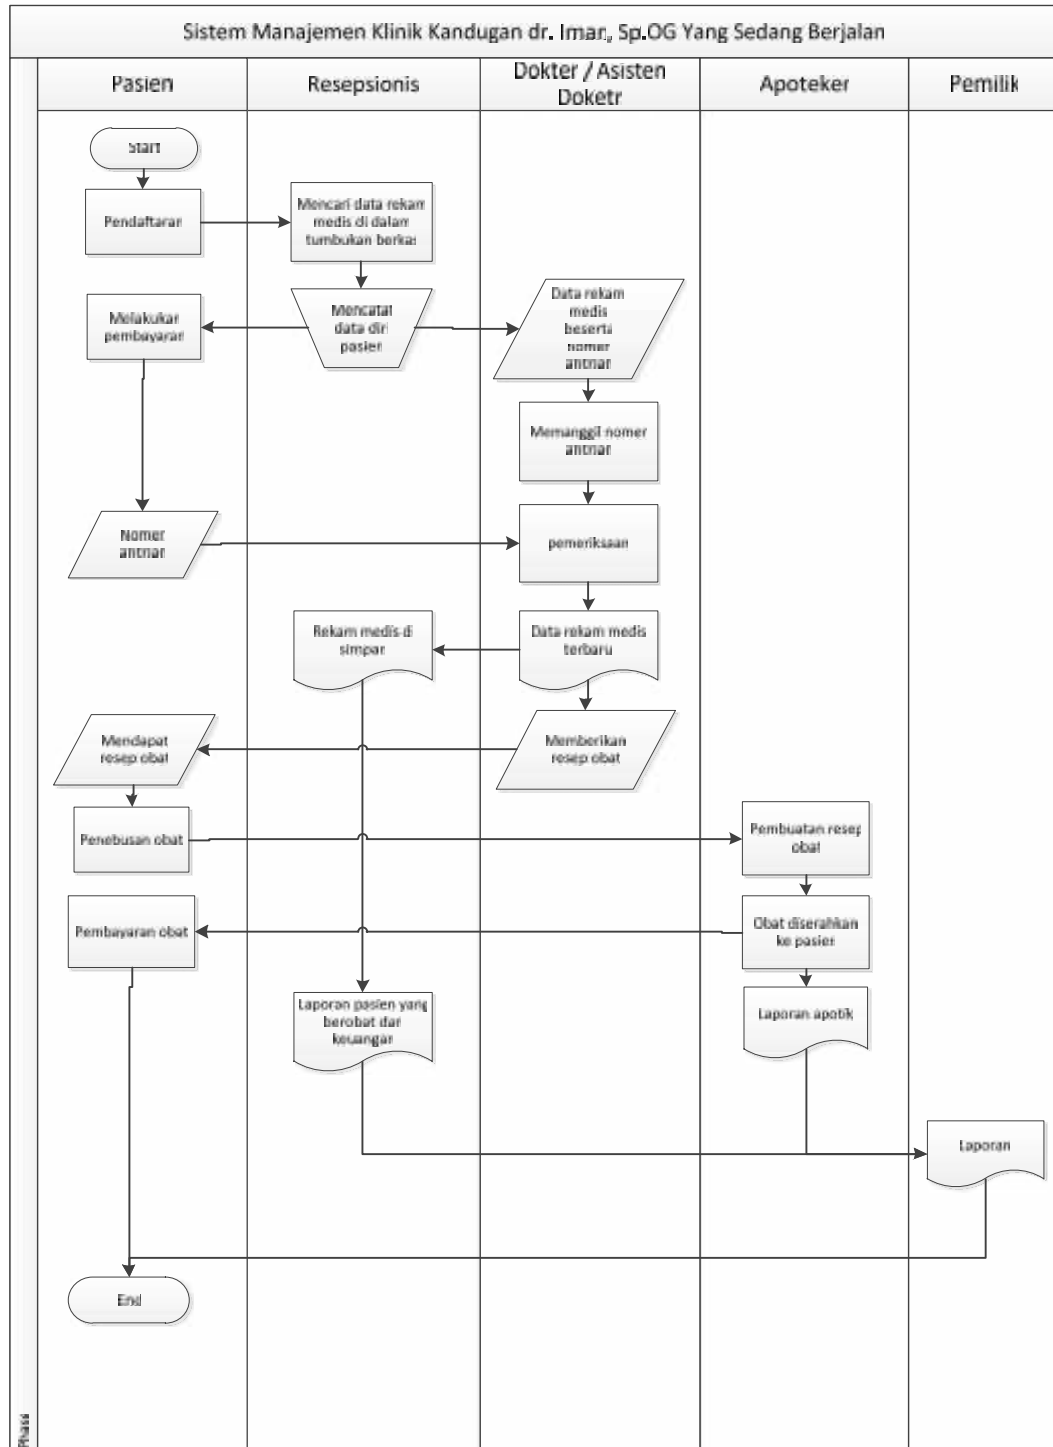 Sistem Manajemen Klinik Kandugan dr. Iman, Sp.OG Yang Sedang Berjalan
Pasien
Resepsionis
Dokter / Asisten
Doketr
Apoteker
Pemilik
Start
Pendaftaran
Mencari data rekam
medis di dalam
tumbukan berkas
Melakukan
pembayaran
Mencatat
data diri
pasien
Data rekam
medis
beserta
nomer
antrian
Memanggil nomer
antrian
Nomer
antrian
pemeriksaan
Rekam medis di
simpan
Data rekam medis
terbaru
Mendapat
resep obat
Memberikan
resep obat
Penebusan obat
Pembuatan resep
obat
Pembayaran obat
Obat diserahkan
ke pasien
Laporan pasien yang
berobat dan
keuangan
Laporan apotik
Laporan
End
Phase